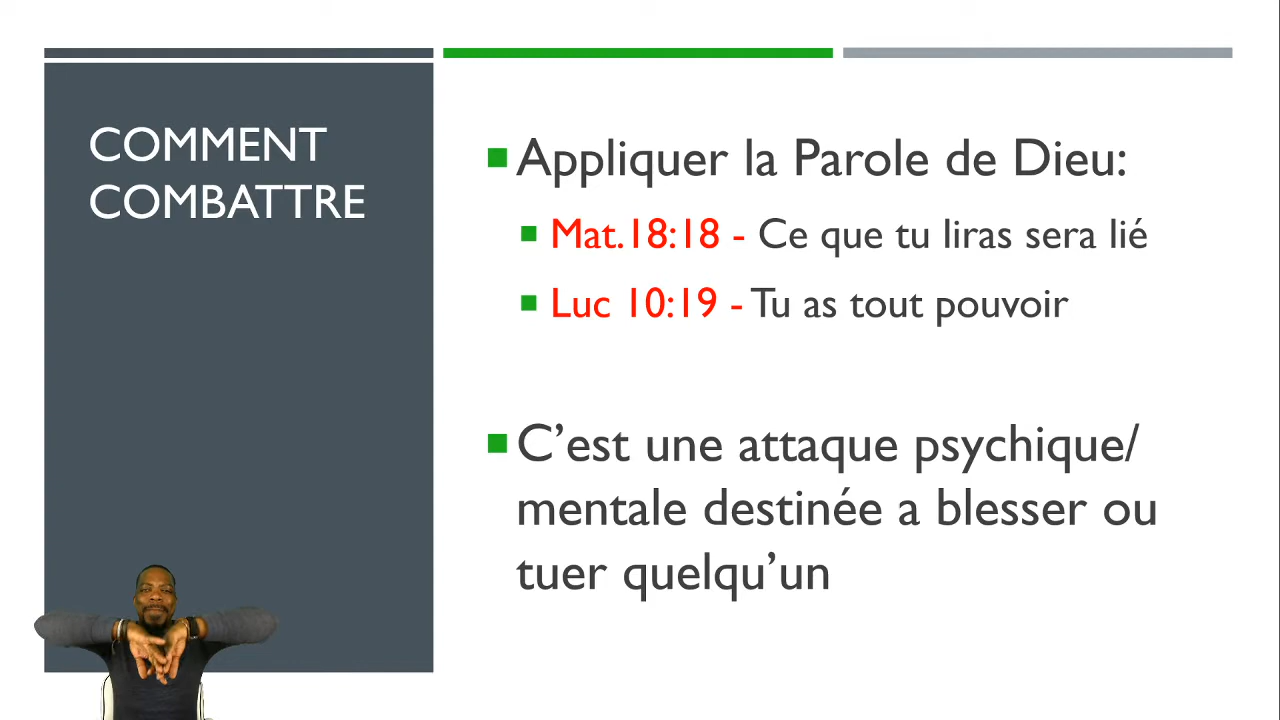 COMMENT
COMBATTRE
Appliquer la Parole de Dieu:
Mat.18:18 - Ce que tu liras sera lié
Luc 10:19 - Tu as tout pouvoir
C’est une attaque psychique/
mentale destinée a blesser ou
tuer quelqu’un